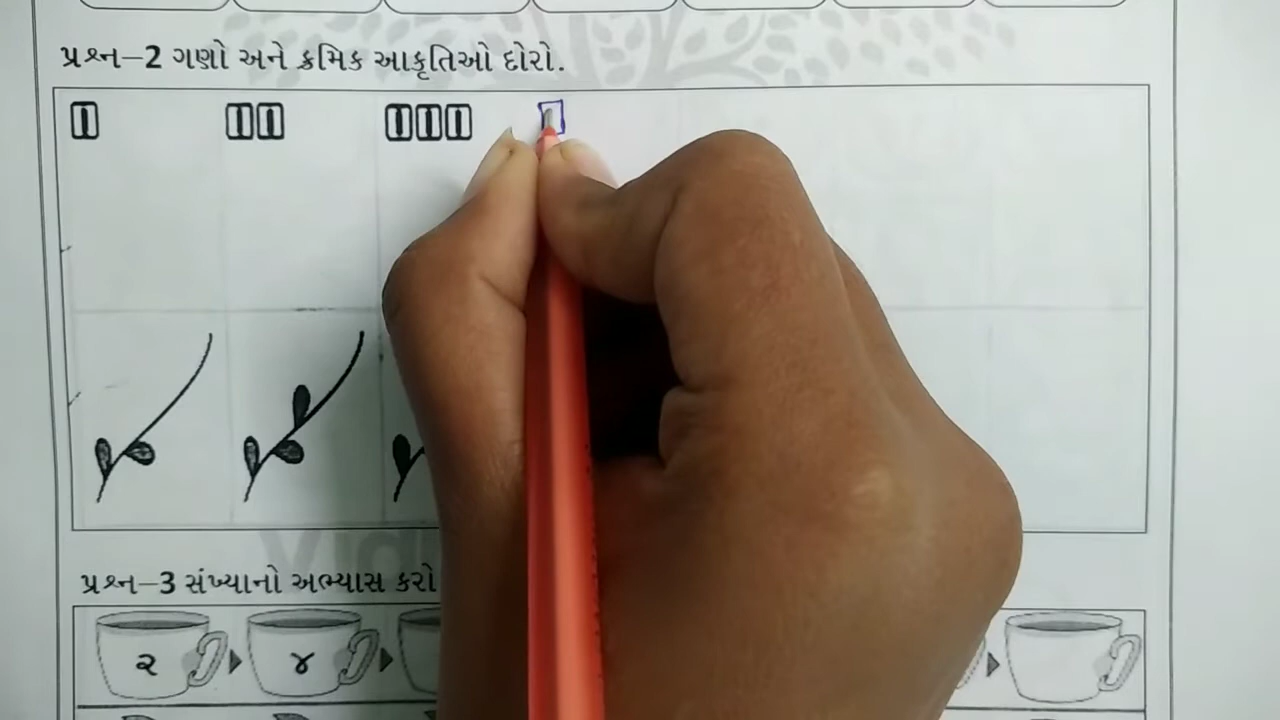 પ્રશ્ન–2 ગણો અને ક્રમિક આકૃતિઓ દોરો.
પ્રશ્ન–3 સંખ્યાનો અભ્યાસ કરો
૨ ૪